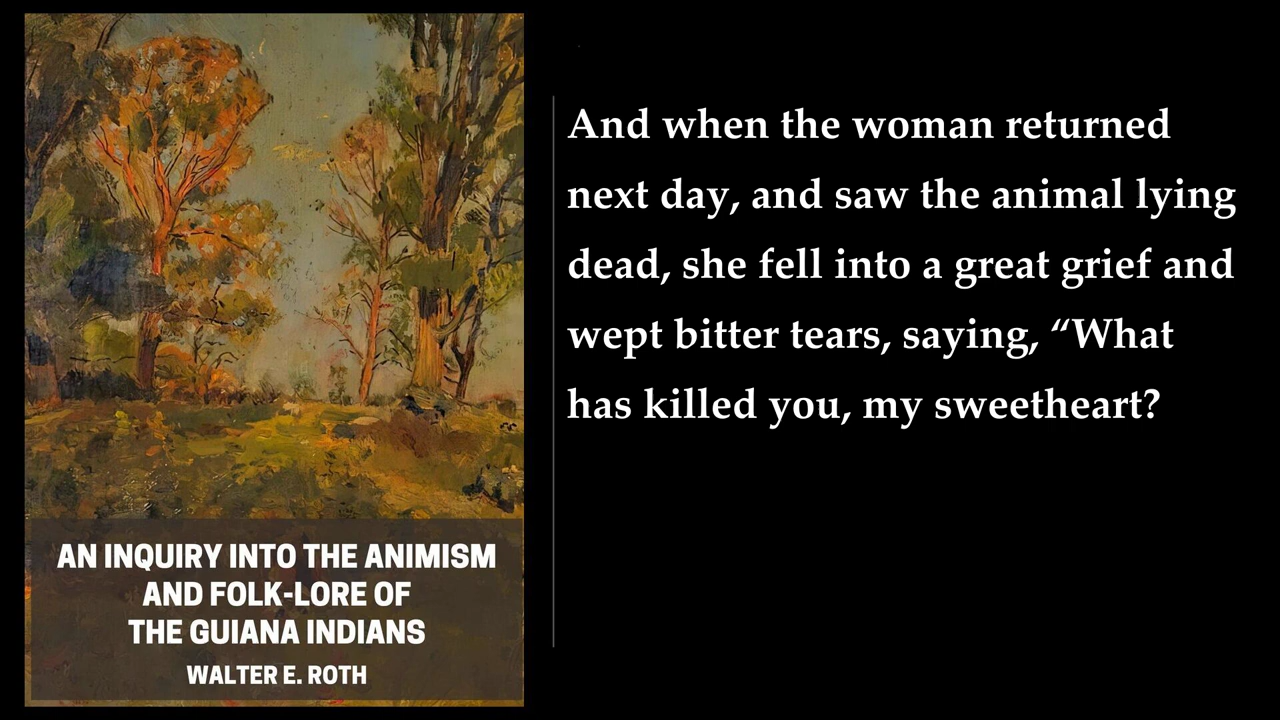 And when the woman returned
next day, and saw the animal lying
dead, she fell into a great grief and
wept bitter tears, saying, “What
has killed you, my sweetheart?
AN INQUIRY INTO THE ANIMISM
AND FOLK-LORE OF
THE GUIANA INDIANS
WALTER E. ROTH